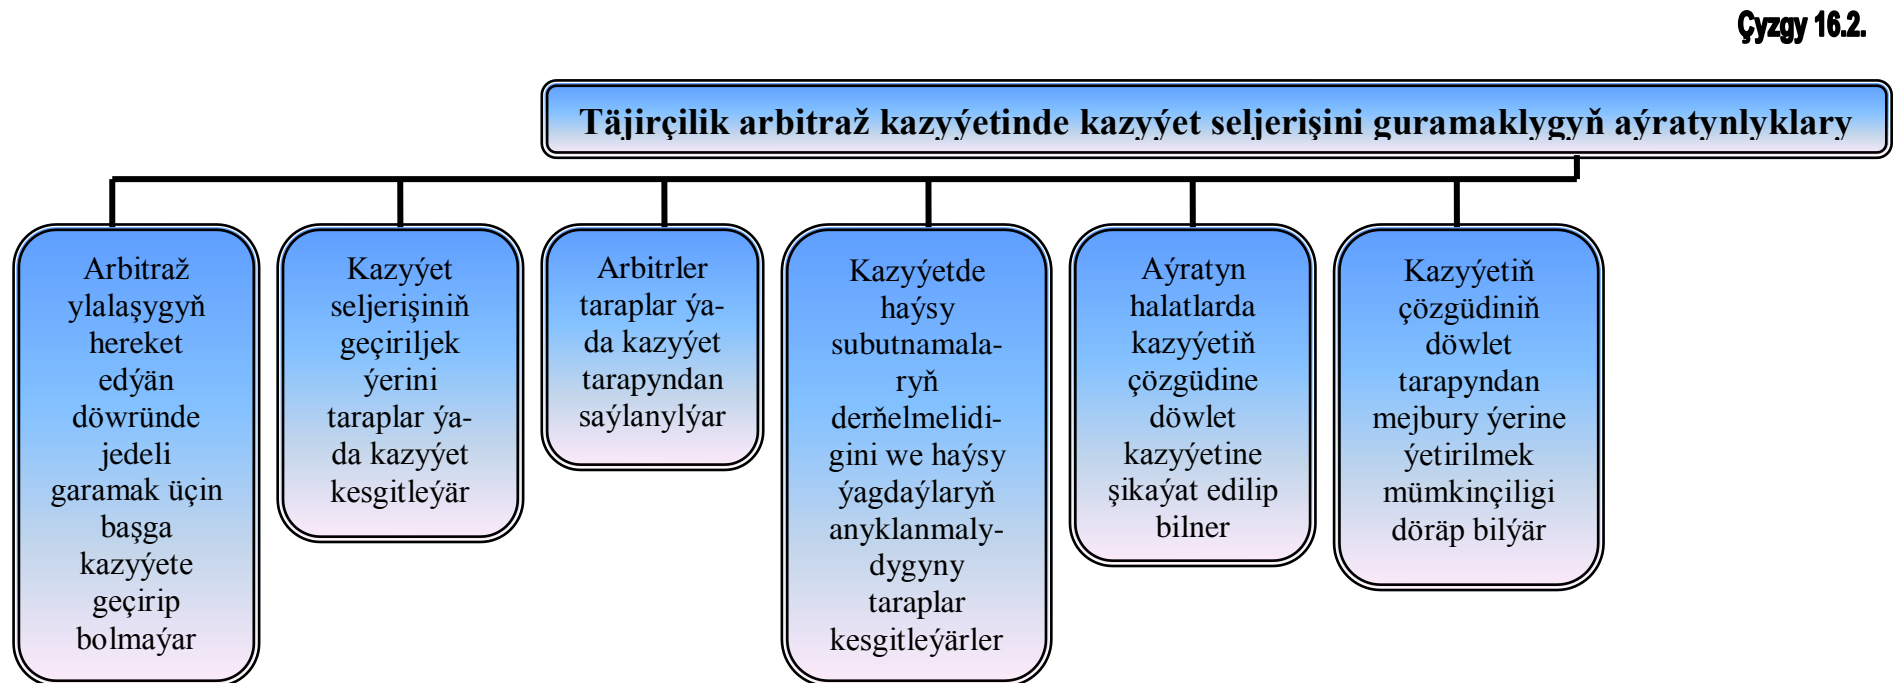 Çyzgy 16.2.
Täjirçilik arbitraž kazyýetinde kazyýet seljerişini guramaklygyň aýratynlyklary
Arbitraž
ylalaşygyň
hereket
edýän
döwründe
jedeli
garamak üçin
başga
kazyýete
geçirip
bolmaýar
Kazyýet
seljerişiniň
geçiriljek
ýerini
taraplar ýa-
da kazyýet
kesgitleýär
Arbitrler
taraplar ýa-
da kazyýet
tarapyndan
saýlanylýar
Kazyýetde
haýsy
subutnamala-
ryň
derňelmelidi-
gini we haýsy
ýagdaýlaryň
anyklanmaly-
dygyny
taraplar
kesgitleýärler
Aýratyn
halatlarda
kazyýetiň
çözgüdine
döwlet
kazyýetine
şikaýat edilip
bilner
Kazyýetiň
çözgüdiniň
döwlet
tarapyndan
mejbury ýerine
ýetirilmek
mümkinçiligi
döräp bilýär